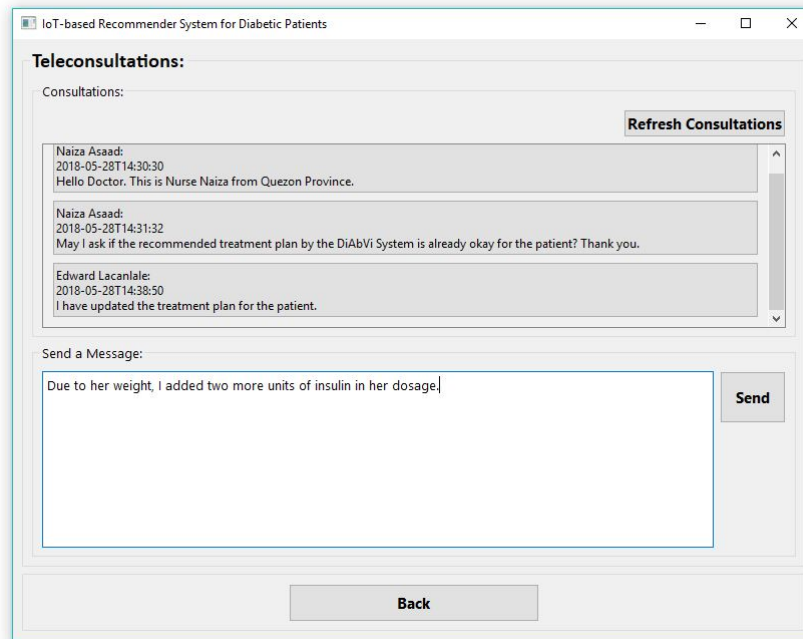 IoT-based Recommender System for Diabetic Patients
Teleconsultations:
Consultations:
Refresh Consultations
Naiza Asaad:
2018-05-28T14:30:30
Hello Doctor. This is Nurse Naiza from Quezon Province.
Naiza Asaad:
2018-05-28T14:31:32
May I ask if the recommended treatment plan by the DiAbVi System is already okay for the patient? Thank you.
Edward Lacanlale:
2018-05-28T14:38:50
I have updated the treatment plan for the patient.
Send a Message:
Due to her weight, I added two more units of insulin in her dosage.
Send
Back